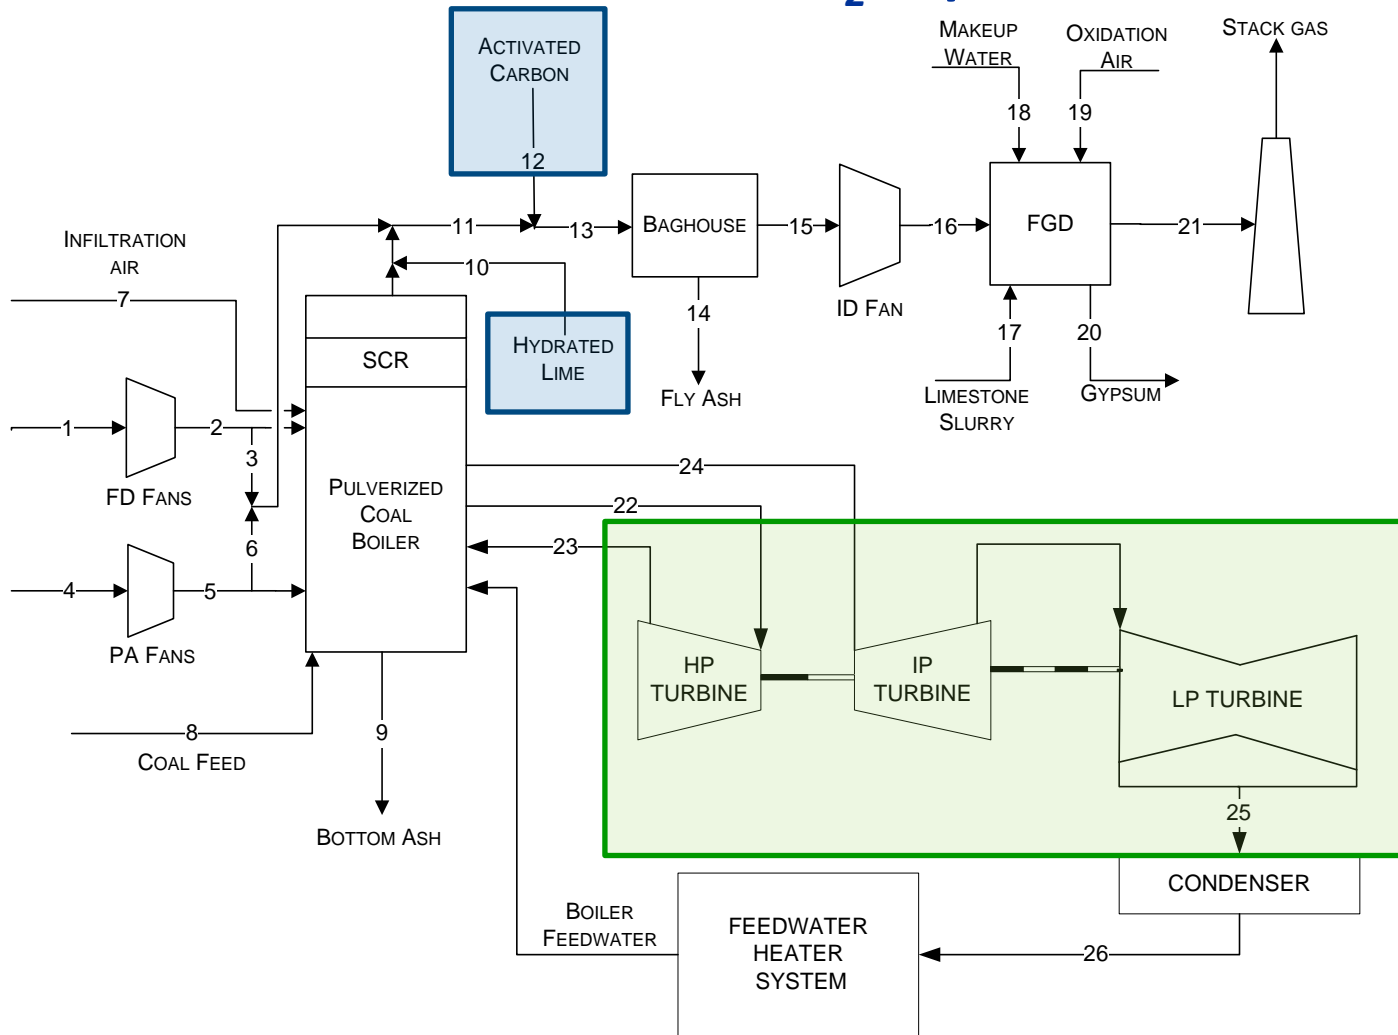 2
ACTIVATED
CARBON
12
MAKEUP
WATER
18
OXIDATION
AIR
19
STACK GAS
INFILTRATION
AIR
7
11
13
BAGHOUSE
15
16
FGD
21
10
HYDRATED
LIME
14
FLY ASH
ID FAN
17
LIMESTONE
SLURRY
20
GYPSUM
SCR
1
2
3
FD FANS
6
4
5
PA FANS
PULVERIZED
COAL
BOILER
24
22
23
8
COAL FEED
9
BOTTOM ASH
HP
TURBINE
IP
TURBINE
LP TURBINE
25
CONDENSER
26
FEEDWATER
HEATER
SYSTEM
BOILER
FEEDWATER